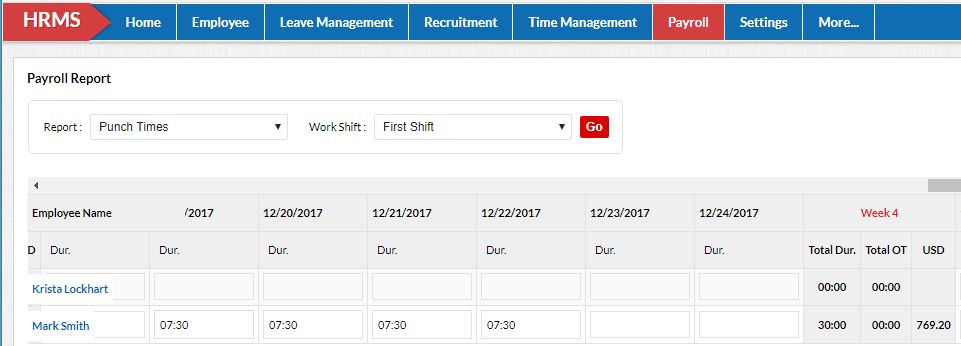 HRMS Home Employee Leave Management Recruitment Time Management Payroll Settings More...
Payroll Report
Report : Punch Times Work Shift : First Shift Go
Employee Name /2017 12/20/2017 12/21/2017 12/22/2017 12/23/2017 12/24/2017 Week 4
D Dur. Dur. Dur. Dur. Dur. Dur. Dur. Total Dur. Total OT USD
Krista Lockhart 00:00 00:00
Mark Smith 07:30 07:30 07:30 07:30 30:00 00:00 769.20